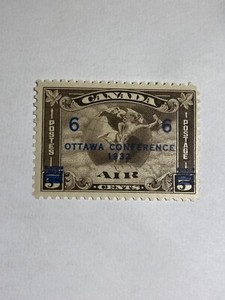 CANADA
POSTES
POSTAGE
6 6
OTTAWA CONFERENCE
1932
AIR
5 CENTS 5